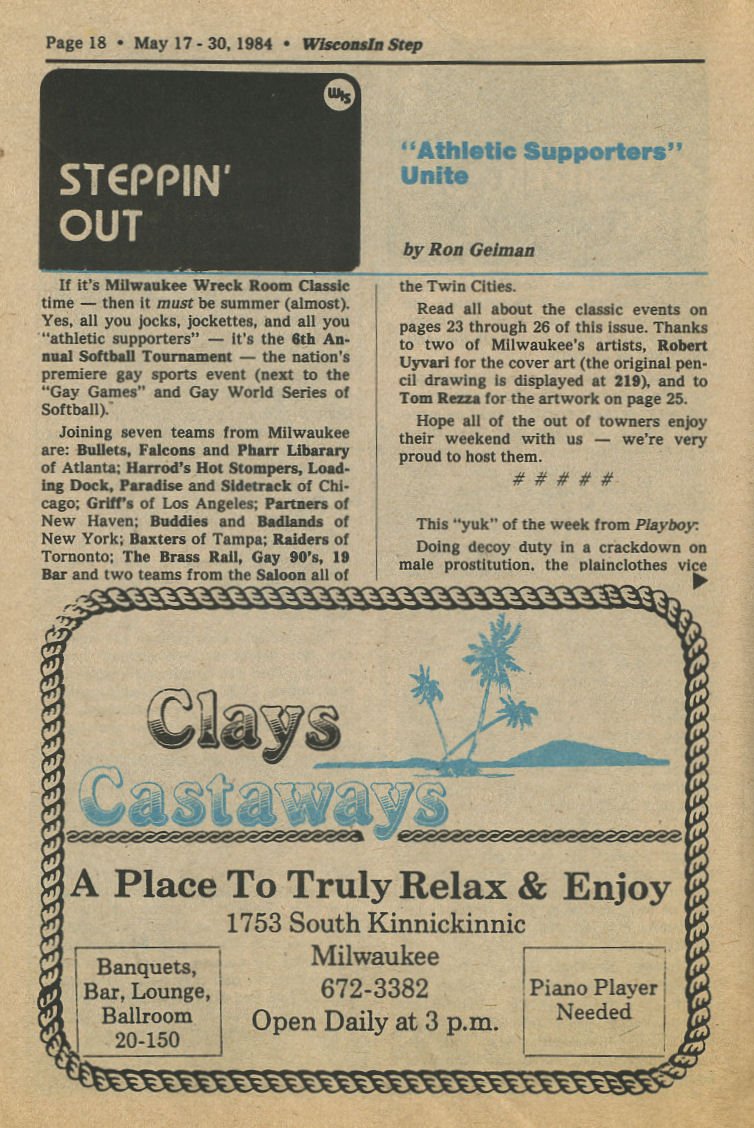 Page 18 • May 17 - 30, 1984 • WisconsIn Step
WIS
STEPPIN'
OUT
"Athletic Supporters"
Unite
by Ron Geiman
If it's Milwaukee Wreck Room Classic
time — then it must be summer (almost).
Yes, all you jocks, jockettes, and all you
"athletic supporters" — it's the 6th An-
nual Softball Tournament — the nation's
premiere gay sports event (next to the
"Gay Games" and Gay World Series of
Softball).
Joining seven teams from Milwaukee
are: Bullets, Falcons and Pharr Libarary
of Atlanta; Harrod's Hot Stompers, Load-
ing Dock, Paradise and Sidetrack of Chi-
cago; Griff's of Los Angeles; Partners of
New Haven; Buddies and Badlands of
New York; Baxters of Tampa; Raiders of
Tornonto; The Brass Rail, Gay 90's, 19
Bar and two teams from the Saloon all of
the Twin Cities.
Read all about the classic events on
pages 23 through 26 of this issue. Thanks
to two of Milwaukee's artists, Robert
Uyvari for the cover art (the original pen-
cil drawing is displayed at 219), and to
Tom Rezza for the artwork on page 25.
Hope all of the out of towners enjoy
their weekend with us — we're very
proud to host them.
# # # # #
This "yuk" of the week from Playboy:
Doing decoy duty in a crackdown on
male prostitution, the plainclothes vice
Clays
Castaways
A Place To Truly Relax & Enjoy
1753 South Kinnickinnic
Milwaukee
672-3382
Open Daily at 3 p.m.
Banquets,
Bar, Lounge,
Ballroom
20-150
Piano Player
Needed